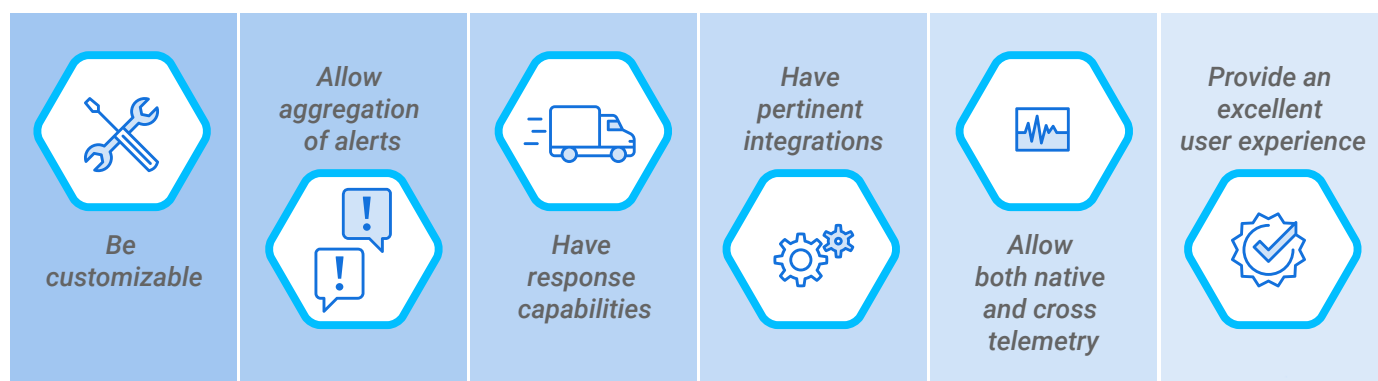 Be
customizable
Allow
aggregation
of alerts
Have
response
capabilities
Have
pertinent
integrations
Allow
both native
and cross
telemetry
Provide an
excellent
user experience